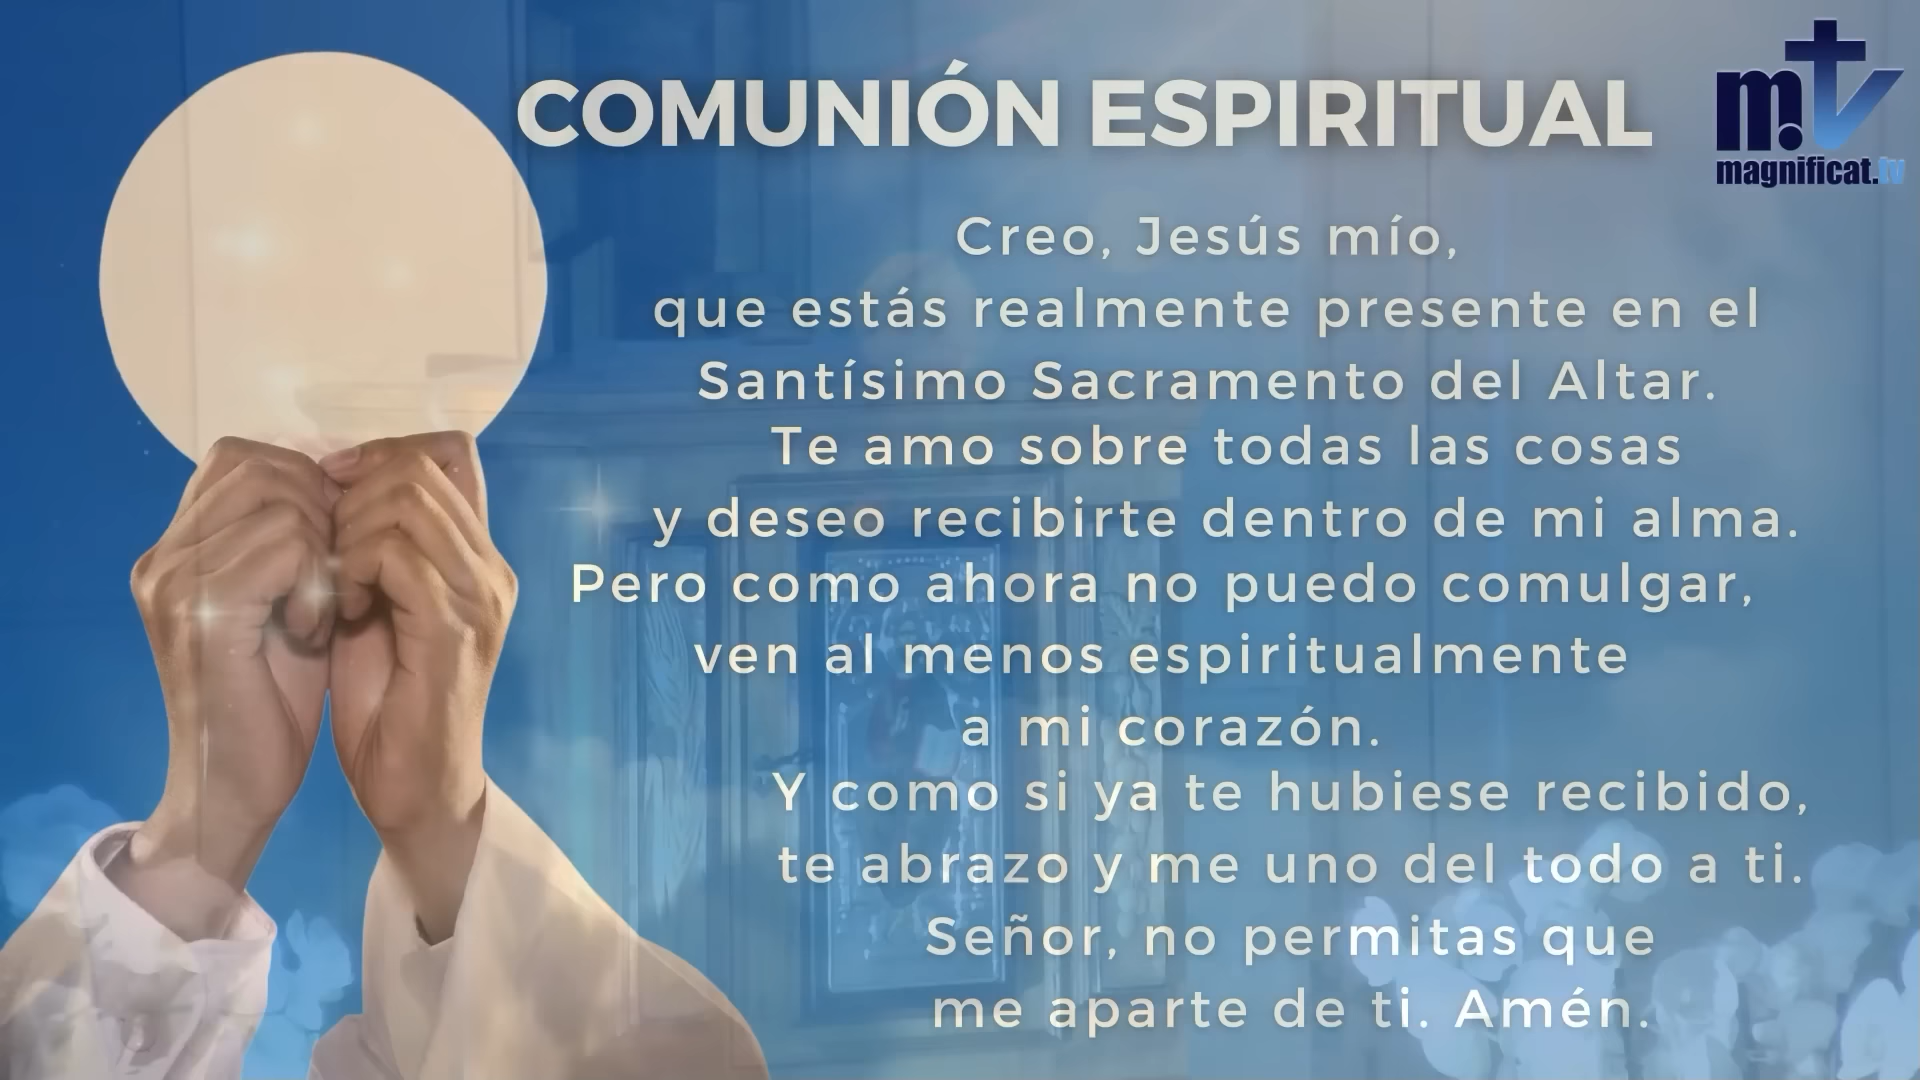 COMUNIÓN ESPIRITUAL
m.tv
magnificat.tv
Creo, Jesús mío,
que estás realmente presente en el
Santísimo Sacramento del Altar.
Te amo sobre todas las cosas
y deseo recibirte dentro de mi alma.
Pero como ahora no puedo comulgar,
ven al menos espiritualmente
a mi corazón.
Y como si ya te hubiese recibido,
te abrazo y me uno del todo a ti.
Señor, no permitas que
me aparte de ti. Amén.